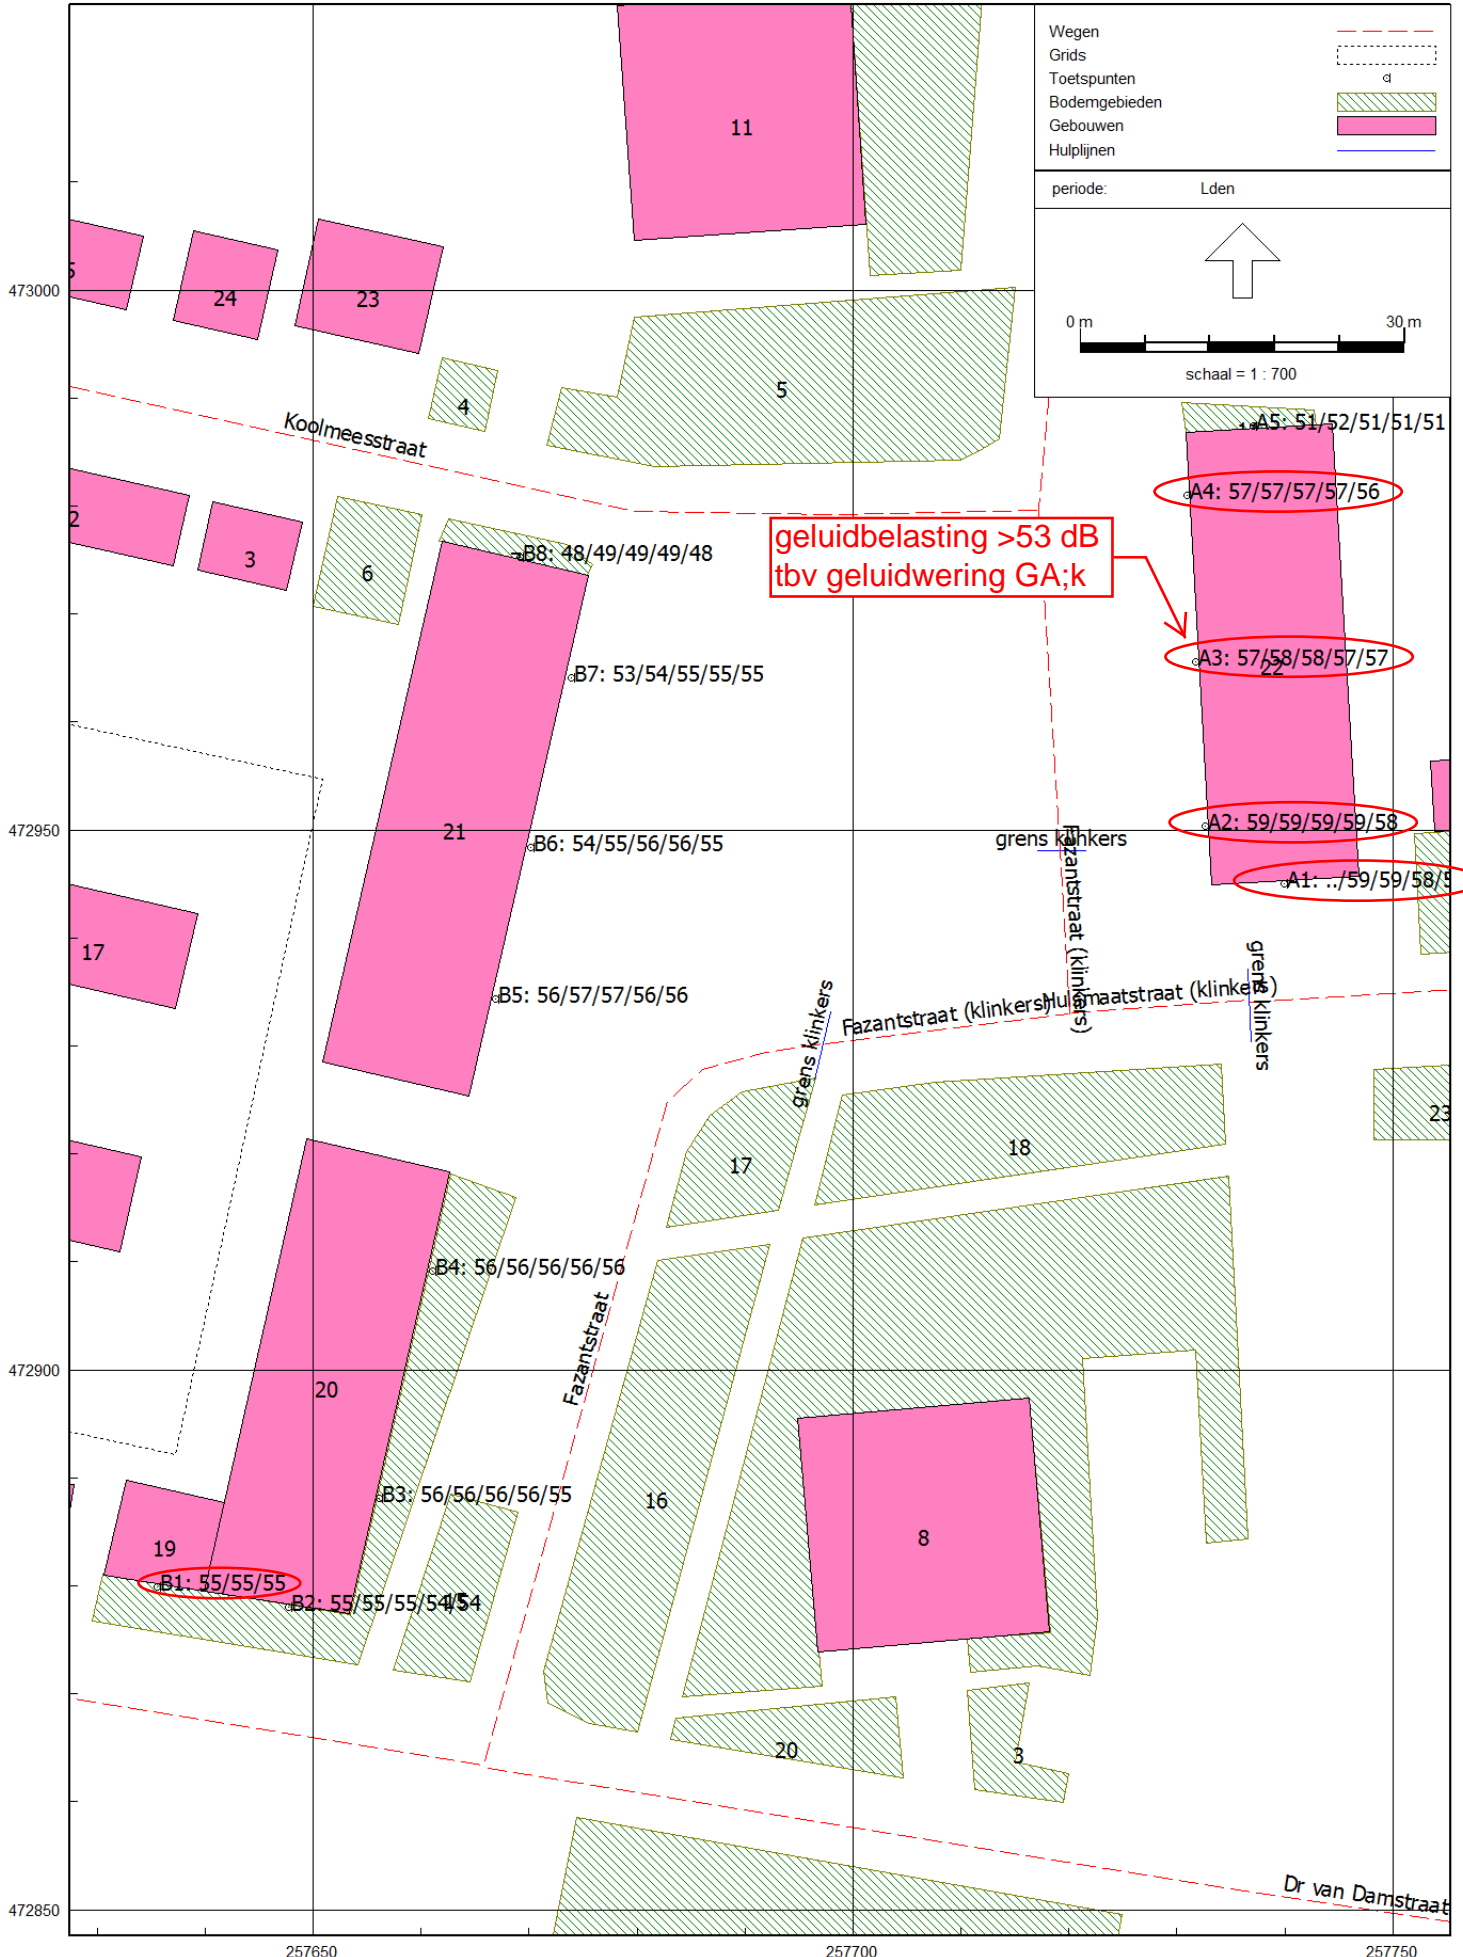 Wegen
Grids
Toetspunten
Bodemgebieden
Gebouwen
Hulplijnen
periode: Lden
0 m 30 m
schaal = 1 : 700
11
24
23
473000
4
5
Koolmeesstraat
A5: 51/52/51/51/51
A4: 57/57/57/57/56
geluidbelasting >53 dB
tbv geluidwering GA;k
2
3
6
B8: 48/49/49/49/48
A3: 57/58/58/57/57
22
B7: 53/54/55/55/55
472950
21
B6: 54/55/56/56/55
grens klinkers
A2: 59/59/59/59/58
A1: ../59/59/58/5
Fazantstraat (klinkers)
17
B5: 56/57/57/56/56
grens klinkers
Fazantstraat (klinkers)
Hulsmaatstraat (klinkers)
grens klinkers
17
18
23
B4: 56/56/56/56/56
Fazantstraat
472900
20
B3: 56/56/56/56/55
16
8
19
B1: 55/55/55
B2: 55/55/55/54/54
20
3
Dr van Damstraat
472850
257650
257700
257750